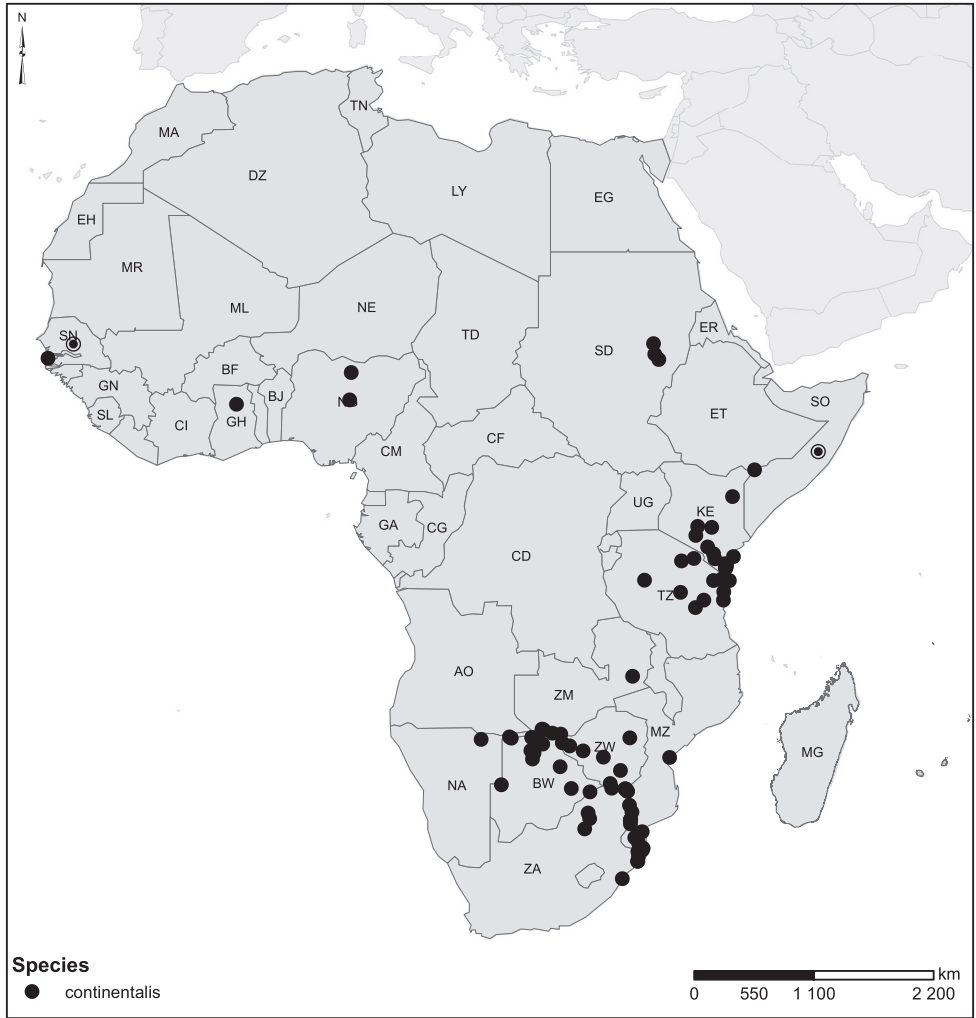 N
TN
MA
DZ
LY
EG
EH
MR
ML
NE
TD
SD
ER
SN
BF
GN
SL
CI
GH
BJ
CM
CF
ET
SO
UG
KE
GA
CG
CD
TZ
AO
ZM
MZ
ZW
MG
NA
BW
ZA
Species
continentalis
km
0 550 1 100 2 200